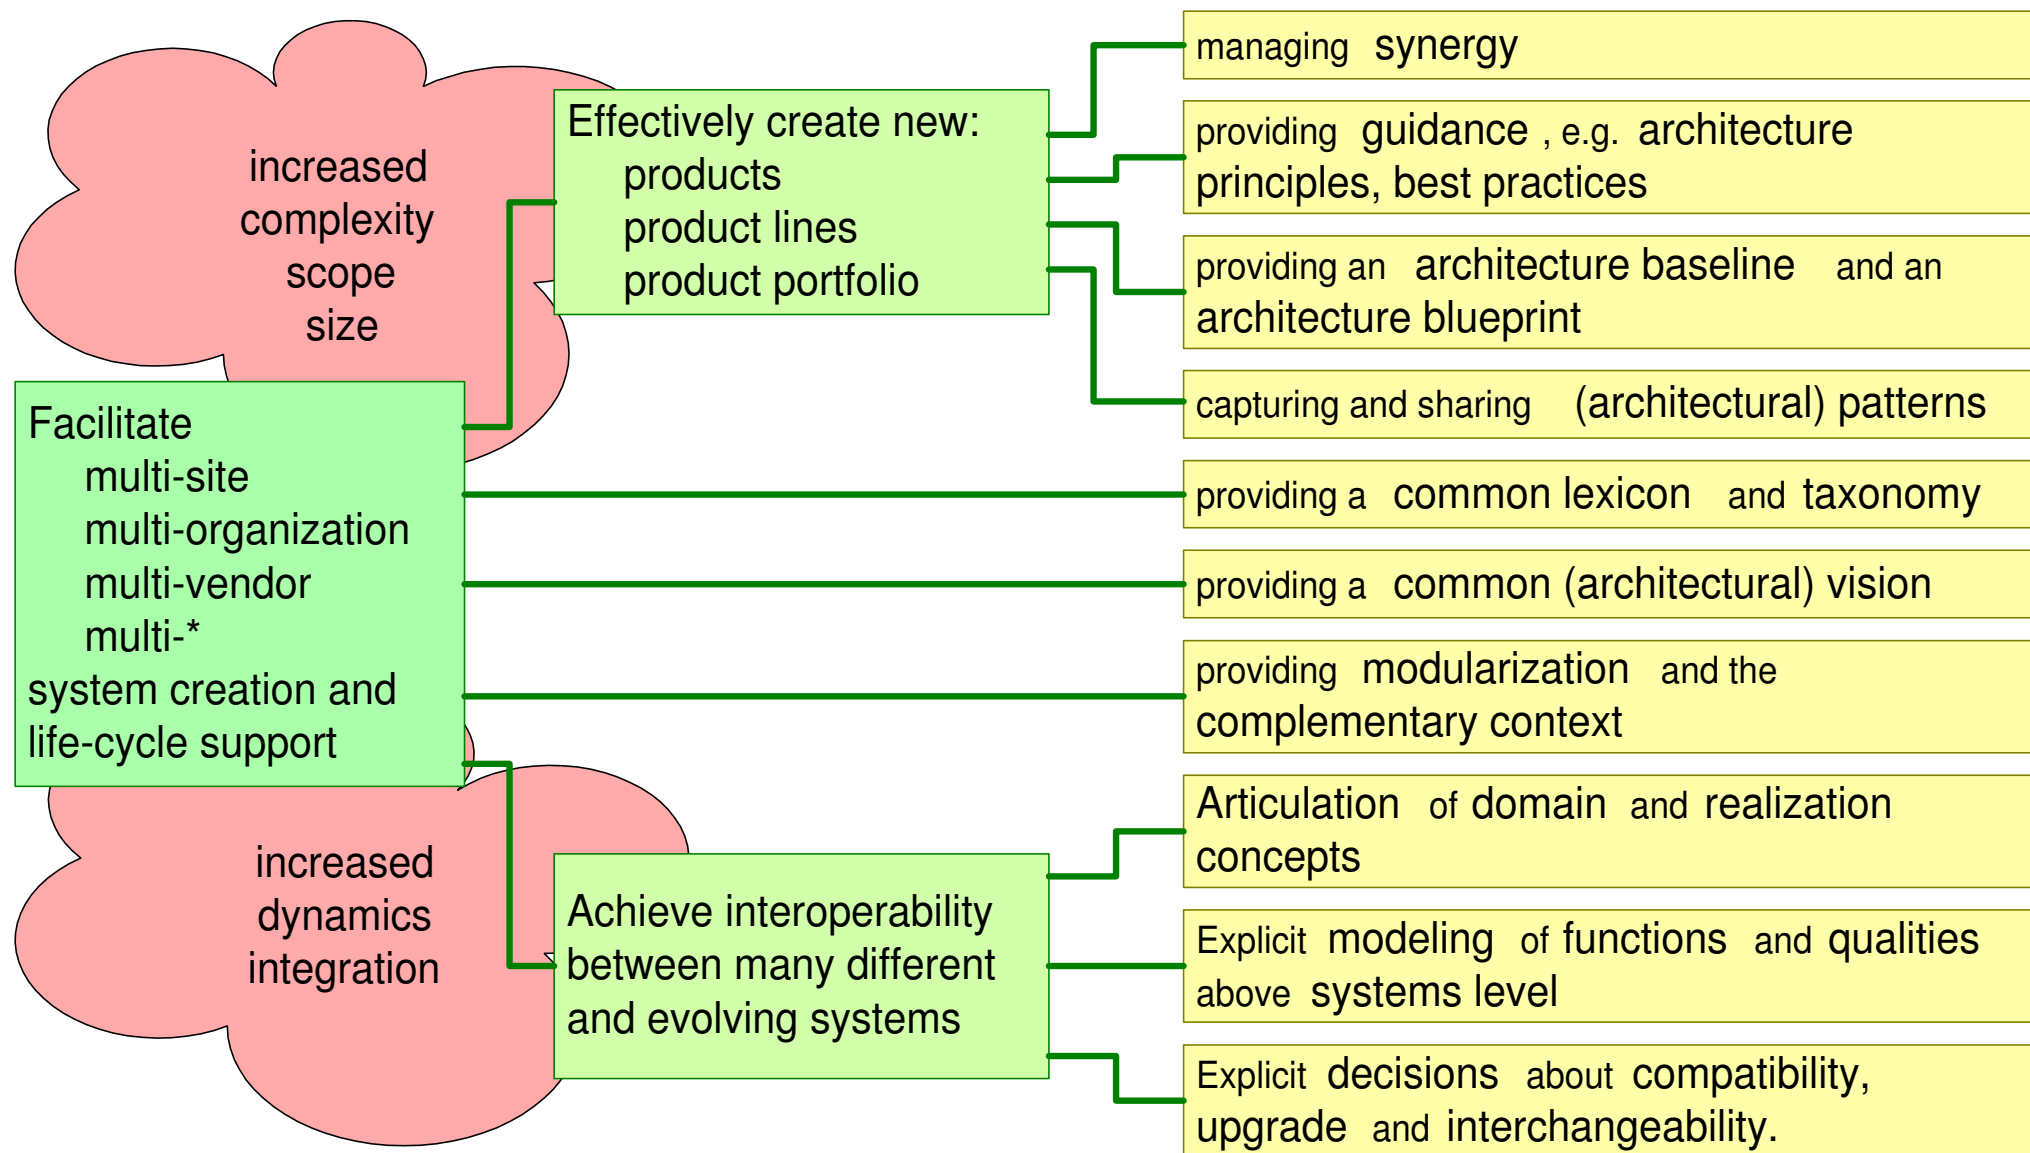 increased
complexity
scope
size
Facilitate
multi-site
multi-organization
multi-vendor
multi-*
system creation and
life-cycle support
increased
dynamics
integration
Effectively create new:
products
product lines
product portfolio
Achieve interoperability
between many different
and evolving systems
managing synergy
providing guidance , e.g. architecture
principles, best practices
providing an architecture baseline and an
architecture blueprint
capturing and sharing (architectural) patterns
providing a common lexicon and taxonomy
providing a common (architectural) vision
providing modularization and the
complementary context
Articulation of domain and realization
concepts
Explicit modeling of functions and qualities
above systems level
Explicit decisions about compatibility,
upgrade and interchangeability.